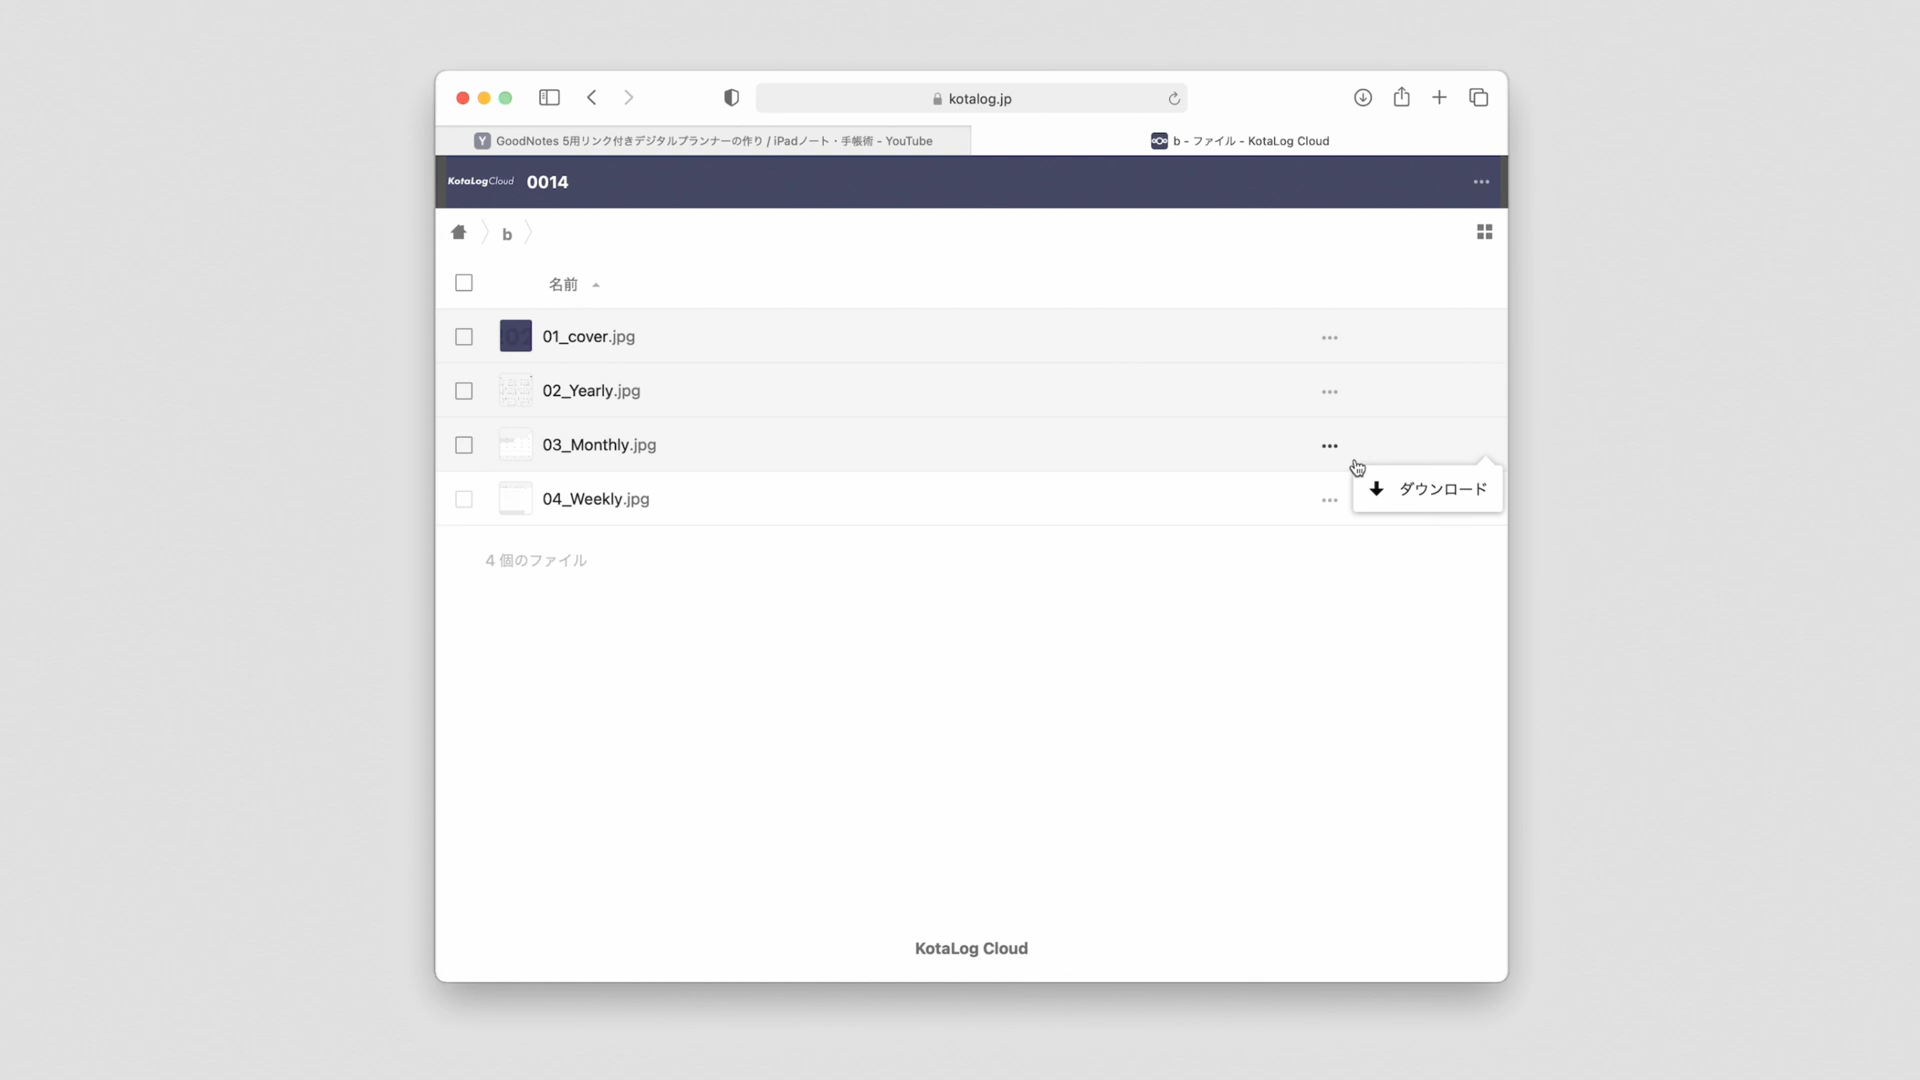 kotalog.jp
Y GoodNotes 5用リンク付きデジタルプランナーの作り / iPadノート・手帳術 - YouTube
b - ファイル - KotaLog Cloud
KotaLog Cloud 0014
b
名前
01_cover.jpg
02_Yearly.jpg
03_Monthly.jpg
ダウンロード
04_Weekly.jpg
4 個のファイル
KotaLog Cloud